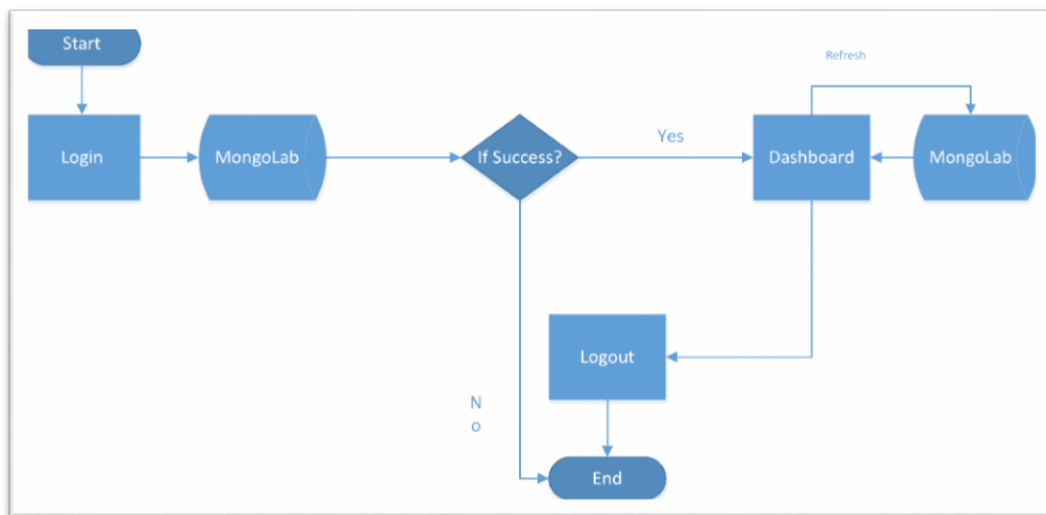 Start
Refresh
Login
MongoLab
If Success?
Yes
Dashboard
MongoLab
Logout
N
o
End